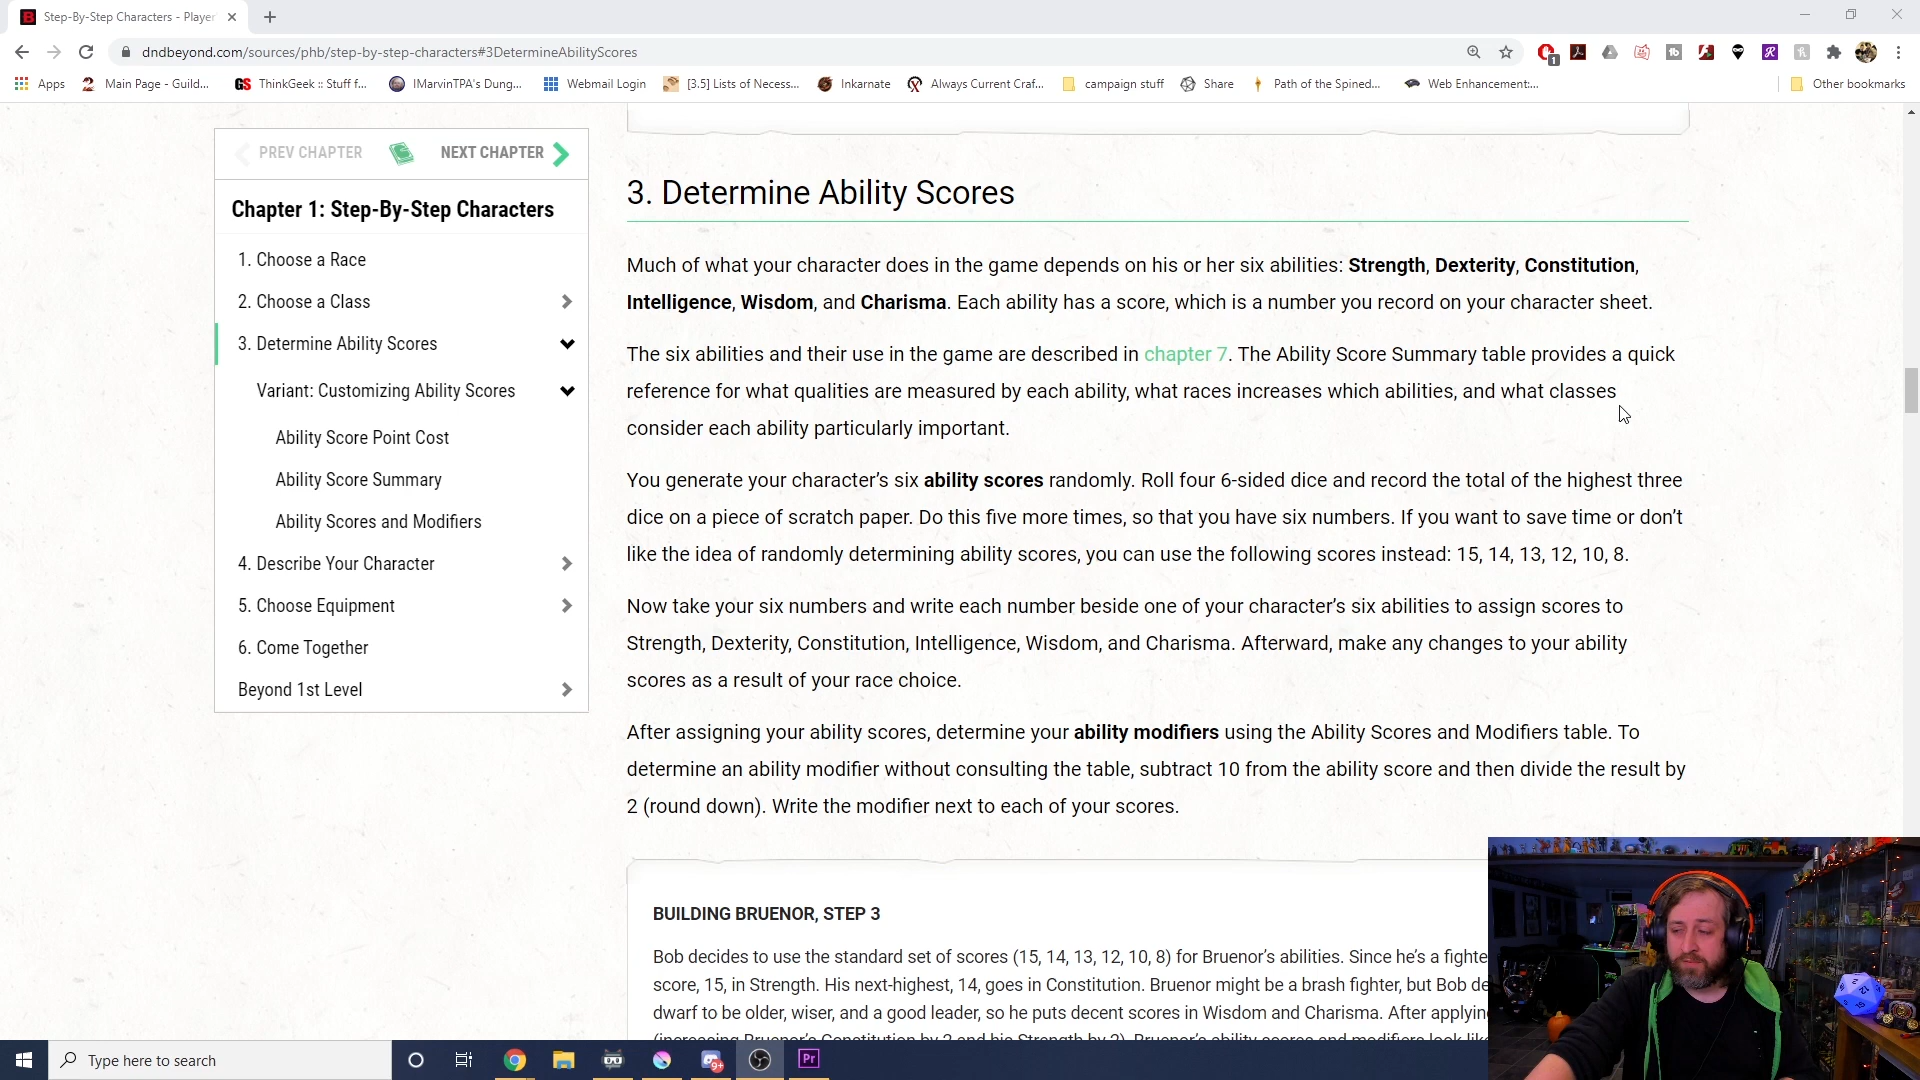 Step-By-Step Characters - Player
dndbeyond.com/sources/phb/step-by-step-characters#3DetermineAbilityScores
Apps Main Page - Guild... ThinkGeek :: Stuff f... IMarvinTPA's Dung... Webmail Login [3.5] Lists of Necess... Inkarnate Always Current Craf... campaign stuff Share Path of the Spined... Web Enhancement:... Other bookmarks
PREV CHAPTER NEXT CHAPTER
Chapter 1: Step-By-Step Characters
1. Choose a Race
2. Choose a Class
3. Determine Ability Scores
Variant: Customizing Ability Scores
Ability Score Point Cost
Ability Score Summary
Ability Scores and Modifiers
4. Describe Your Character
5. Choose Equipment
6. Come Together
Beyond 1st Level
3. Determine Ability Scores
Much of what your character does in the game depends on his or her six abilities: Strength, Dexterity, Constitution,
Intelligence, Wisdom, and Charisma. Each ability has a score, which is a number you record on your character sheet.
The six abilities and their use in the game are described in chapter 7. The Ability Score Summary table provides a quick
reference for what qualities are measured by each ability, what races increases which abilities, and what classes
consider each ability particularly important.
You generate your character’s six ability scores randomly. Roll four 6-sided dice and record the total of the highest three
dice on a piece of scratch paper. Do this five more times, so that you have six numbers. If you want to save time or don’t
like the idea of randomly determining ability scores, you can use the following scores instead: 15, 14, 13, 12, 10, 8.
Now take your six numbers and write each number beside one of your character’s six abilities to assign scores to
Strength, Dexterity, Constitution, Intelligence, Wisdom, and Charisma. Afterward, make any changes to your ability
scores as a result of your race choice.
After assigning your ability scores, determine your ability modifiers using the Ability Scores and Modifiers table. To
determine an ability modifier without consulting the table, subtract 10 from the ability score and then divide the result by
2 (round down). Write the modifier next to each of your scores.
BUILDING BRUENOR, STEP 3
Bob decides to use the standard set of scores (15, 14, 13, 12, 10, 8) for Bruenor’s abilities. Since he’s a fighte
score, 15, in Strength. His next-highest, 14, goes in Constitution. Bruenor might be a brash fighter, but Bob de
dwarf to be older, wiser, and a good leader, so he puts decent scores in Wisdom and Charisma. After applyin
(increasing Bruenor’s Constitution by 2 and his Strength by 2), Bruenor’s ability scores and modifiers look like
Type here to search
9+
Pr